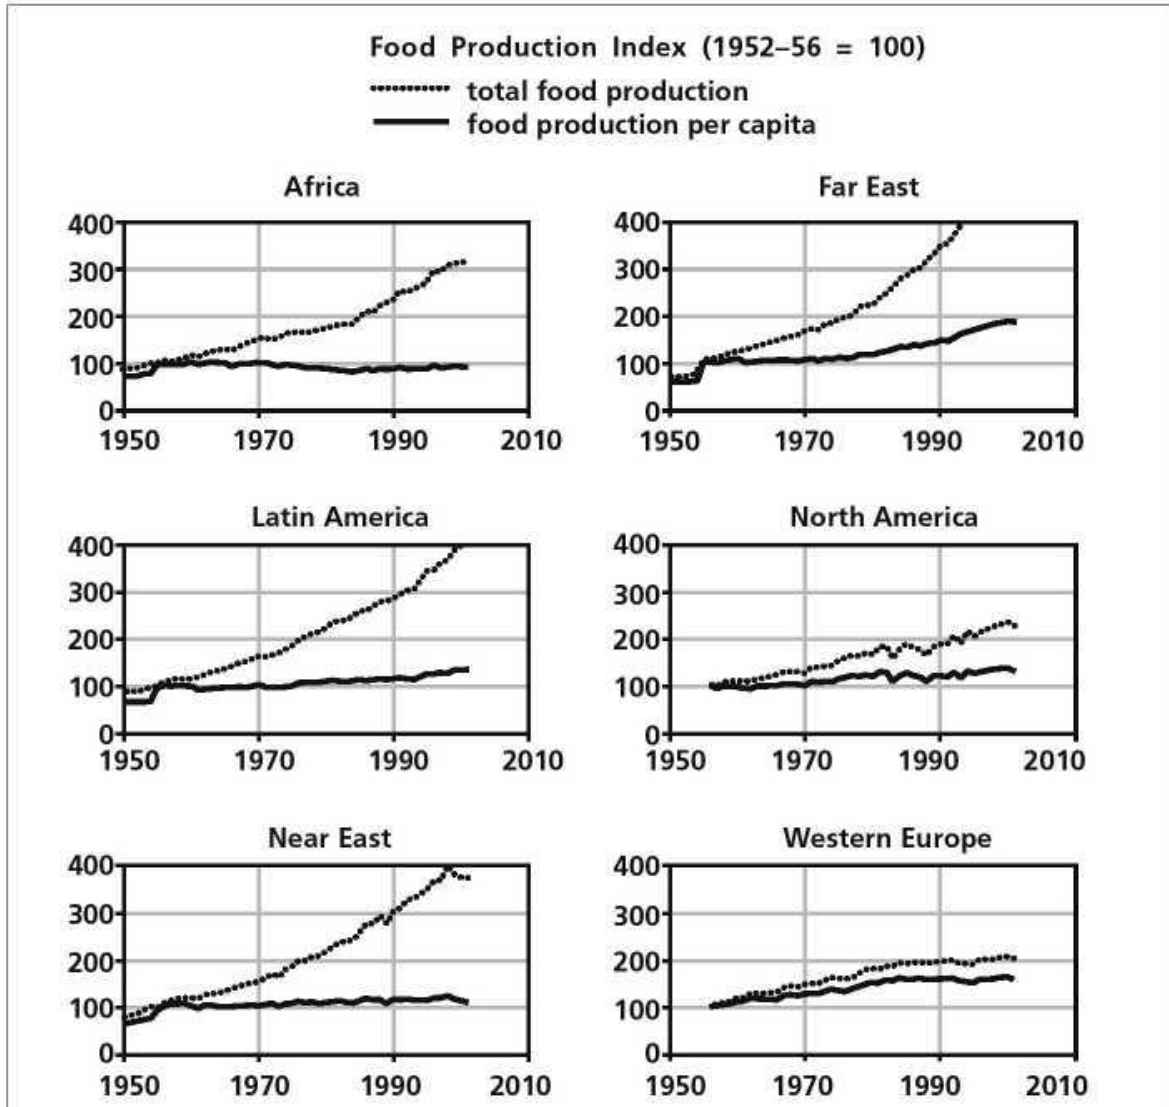 Food Production Index (1952–56 = 100)
total food production
food production per capita
Africa
400
300
200
100
0
1950 1970 1990 2010
Far East
400
300
200
100
0
1950 1970 1990 2010
Latin America
400
300
200
100
0
1950 1970 1990 2010
North America
400
300
200
100
0
1950 1970 1990 2010
Near East
400
300
200
100
0
1950 1970 1990 2010
Western Europe
400
300
200
100
0
1950 1970 1990 2010